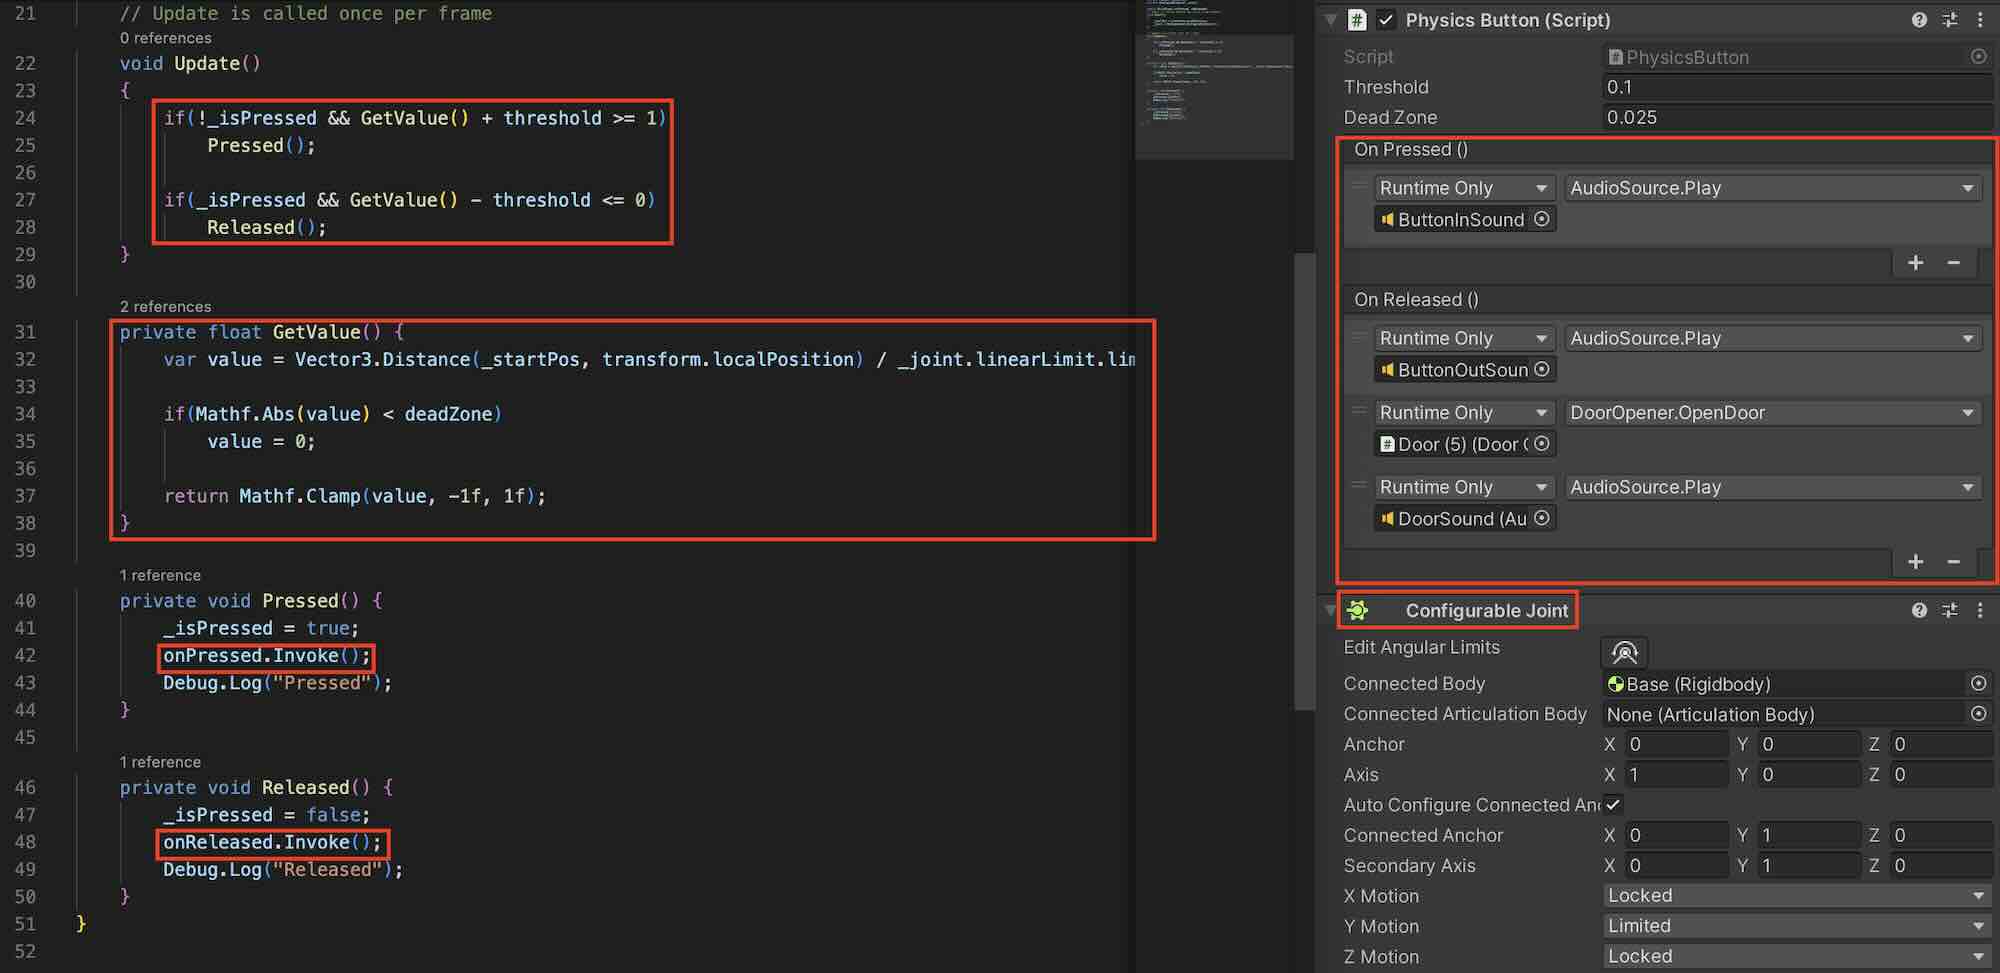 21 // Update is called once per frame
0 references
22 void Update()
23 {
24 if(!_isPressed && GetValue() + threshold >= 1)
25 Pressed();
26
27 if(_isPressed && GetValue() - threshold <= 0)
28 Released();
29 }
30
2 references
31 private float GetValue() {
32 var value = Vector3.Distance(_startPos, transform.localPosition) / _joint.linearLimit.lim
33
34 if(Mathf.Abs(value) < deadZone)
35 value = 0;
36
37 return Mathf.Clamp(value, -1f, 1f);
38 }
39
1 reference
40 private void Pressed() {
41 _isPressed = true;
42 onPressed.Invoke();
43 Debug.Log("Pressed");
44 }
45
1 reference
46 private void Released() {
47 _isPressed = false;
48 onReleased.Invoke();
49 Debug.Log("Released");
50 }
51 }
52
# Physics Button (Script)
Script # PhysicsButton
Threshold 0.1
Dead Zone 0.025
On Pressed ()
Runtime Only AudioSource.Play
ButtonInSound
+ −
On Released ()
Runtime Only AudioSource.Play
ButtonOutSoun
Runtime Only DoorOpener.OpenDoor
# Door (5) (Door
Runtime Only AudioSource.Play
DoorSound (Au
+ −
Configurable Joint
Edit Angular Limits
Connected Body Base (Rigidbody)
Connected Articulation Body None (Articulation Body)
Anchor X 0 Y 0 Z 0
Axis X 1 Y 0 Z 0
Auto Configure Connected An
Connected Anchor X 0 Y 1 Z 0
Secondary Axis X 0 Y 1 Z 0
X Motion Locked
Y Motion Limited
Z Motion Locked